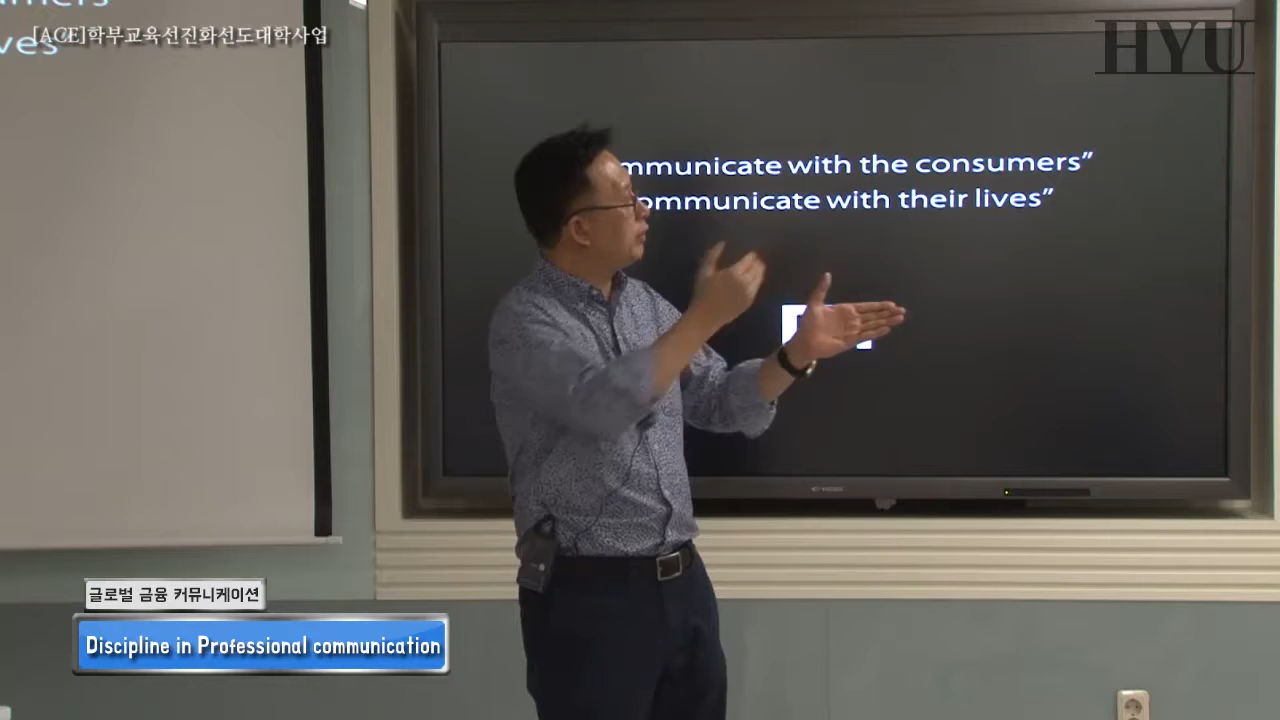 [ACE]학부교육선진화선도대학사업
HYU
mmunicate with the consumers”
ommunicate with their lives”
글로벌 금융 커뮤니케이션
Discipline in Professional communication